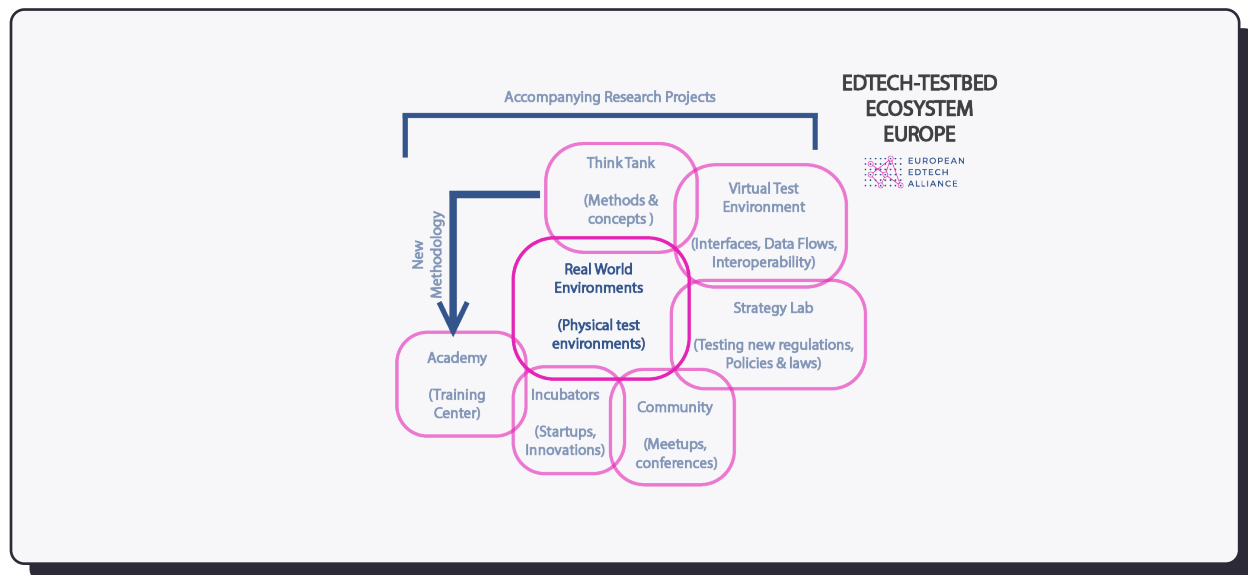 Accompanying Research Projects
EDTECH-TESTBED
ECOSYSTEM
EUROPE
EUROPEAN
EDTECH
ALLIANCE
Think Tank
(Methods &
concepts )
Virtual Test
Environment
(Interfaces, Data Flows,
Interoperability)
New
Methodology
Real World
Environments
(Physical test
environments)
Strategy Lab
(Testing new regulations,
Policies & laws)
Academy
(Training
Center)
Incubators
(Startups,
Innovations)
Community
(Meetups,
conferences)